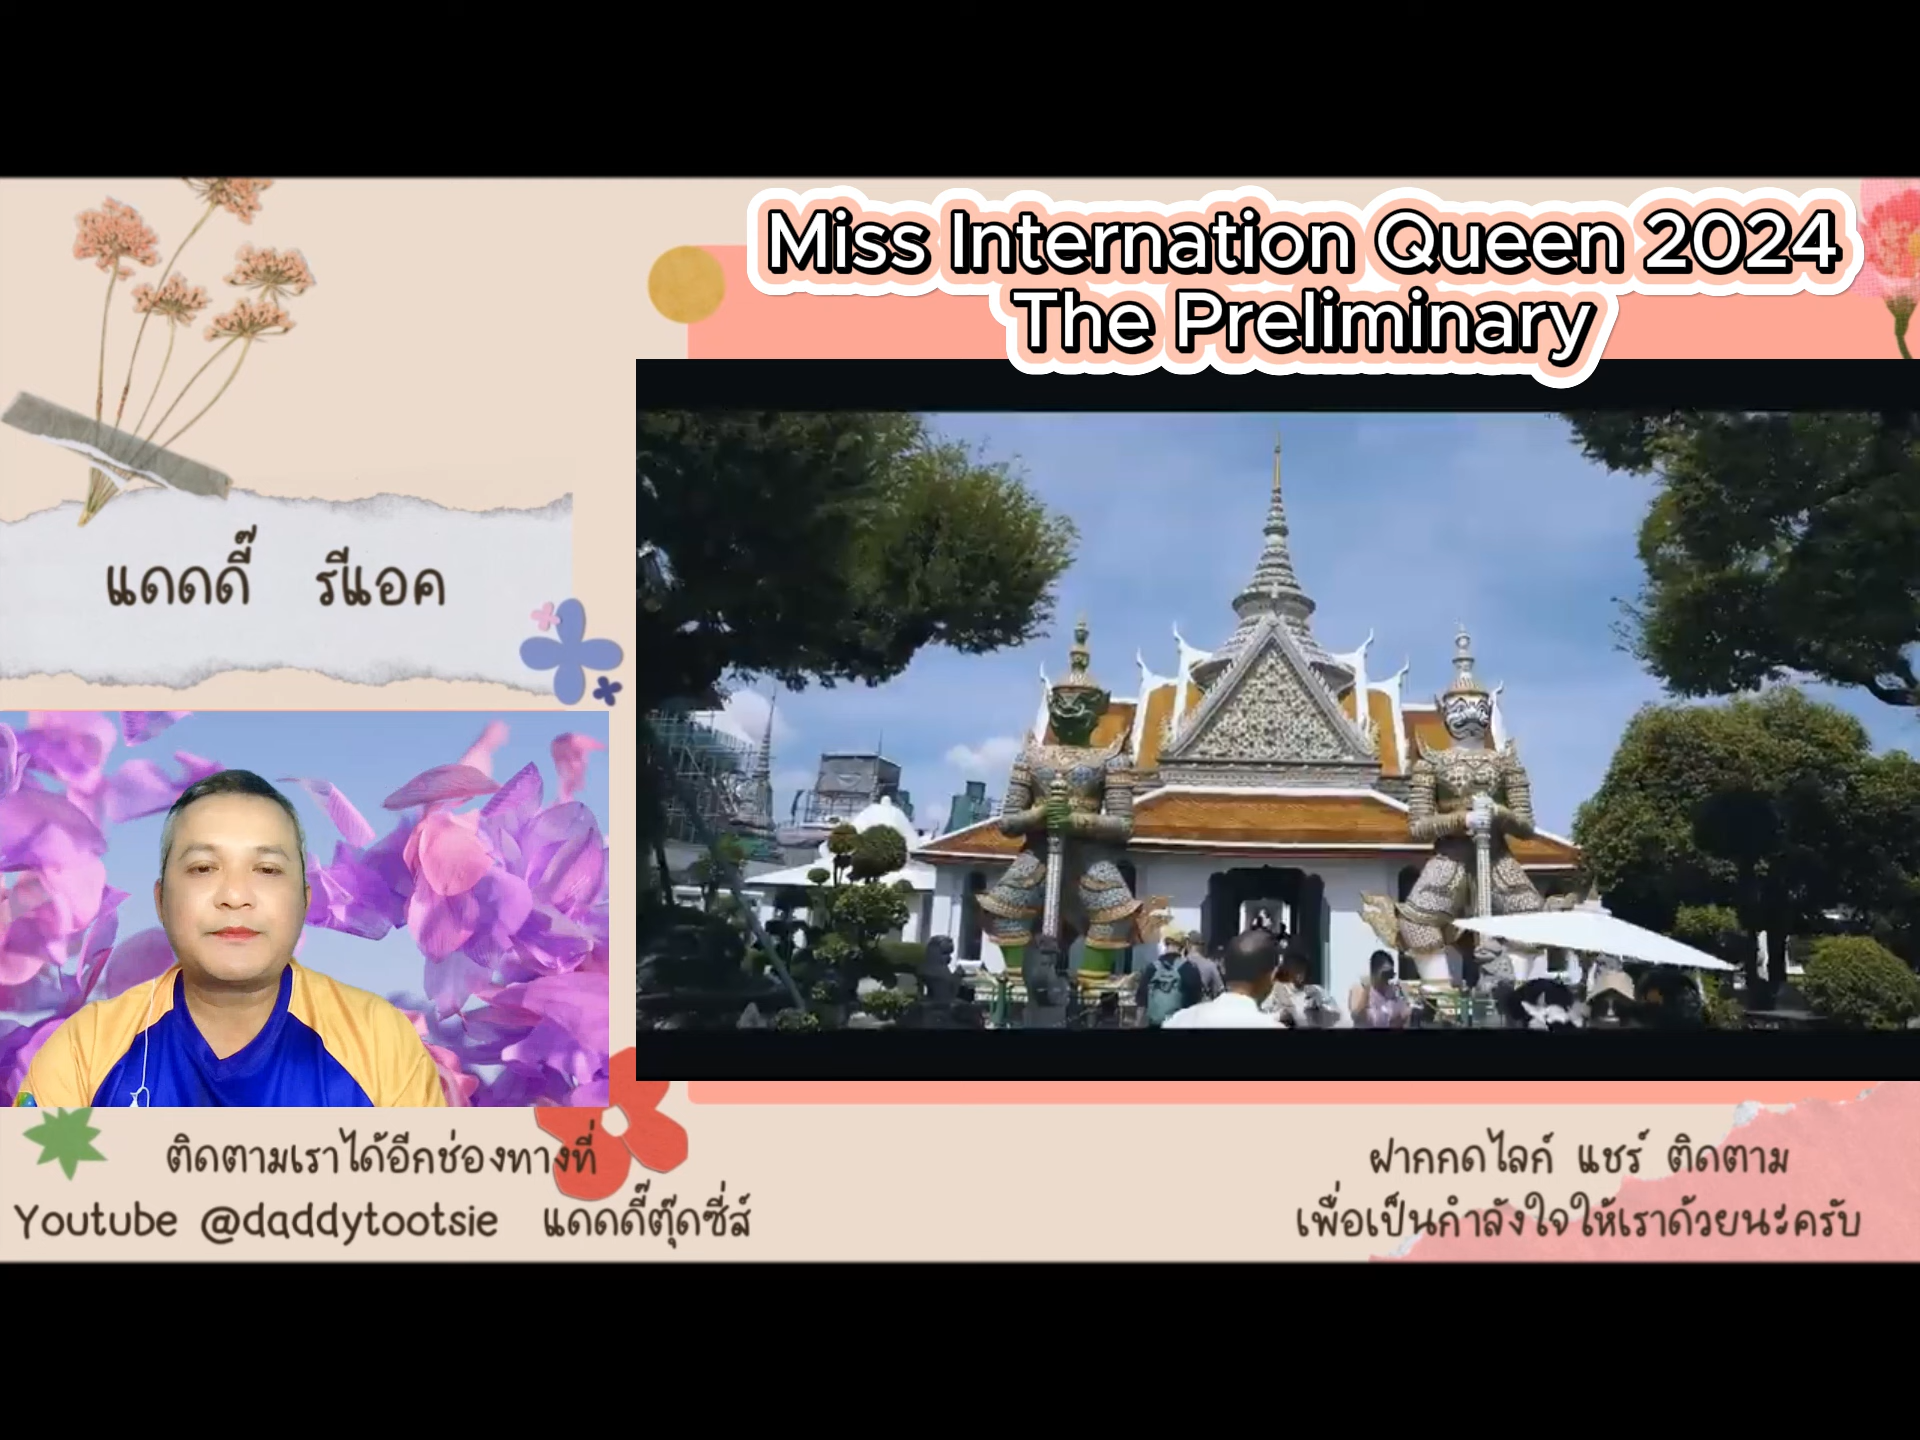 Miss Internation Queen 2024
The Preliminary
แดดดี๊ รีแอค
ติดตามเราได้อีกช่องทางที่
Youtube @daddytootsie แดดดี๊ตุ๊ดซี่ส์
ฝากกดไลก์ แชร์ ติดตาม
เพื่อเป็นกำลังใจให้เราด้วยนะครับ